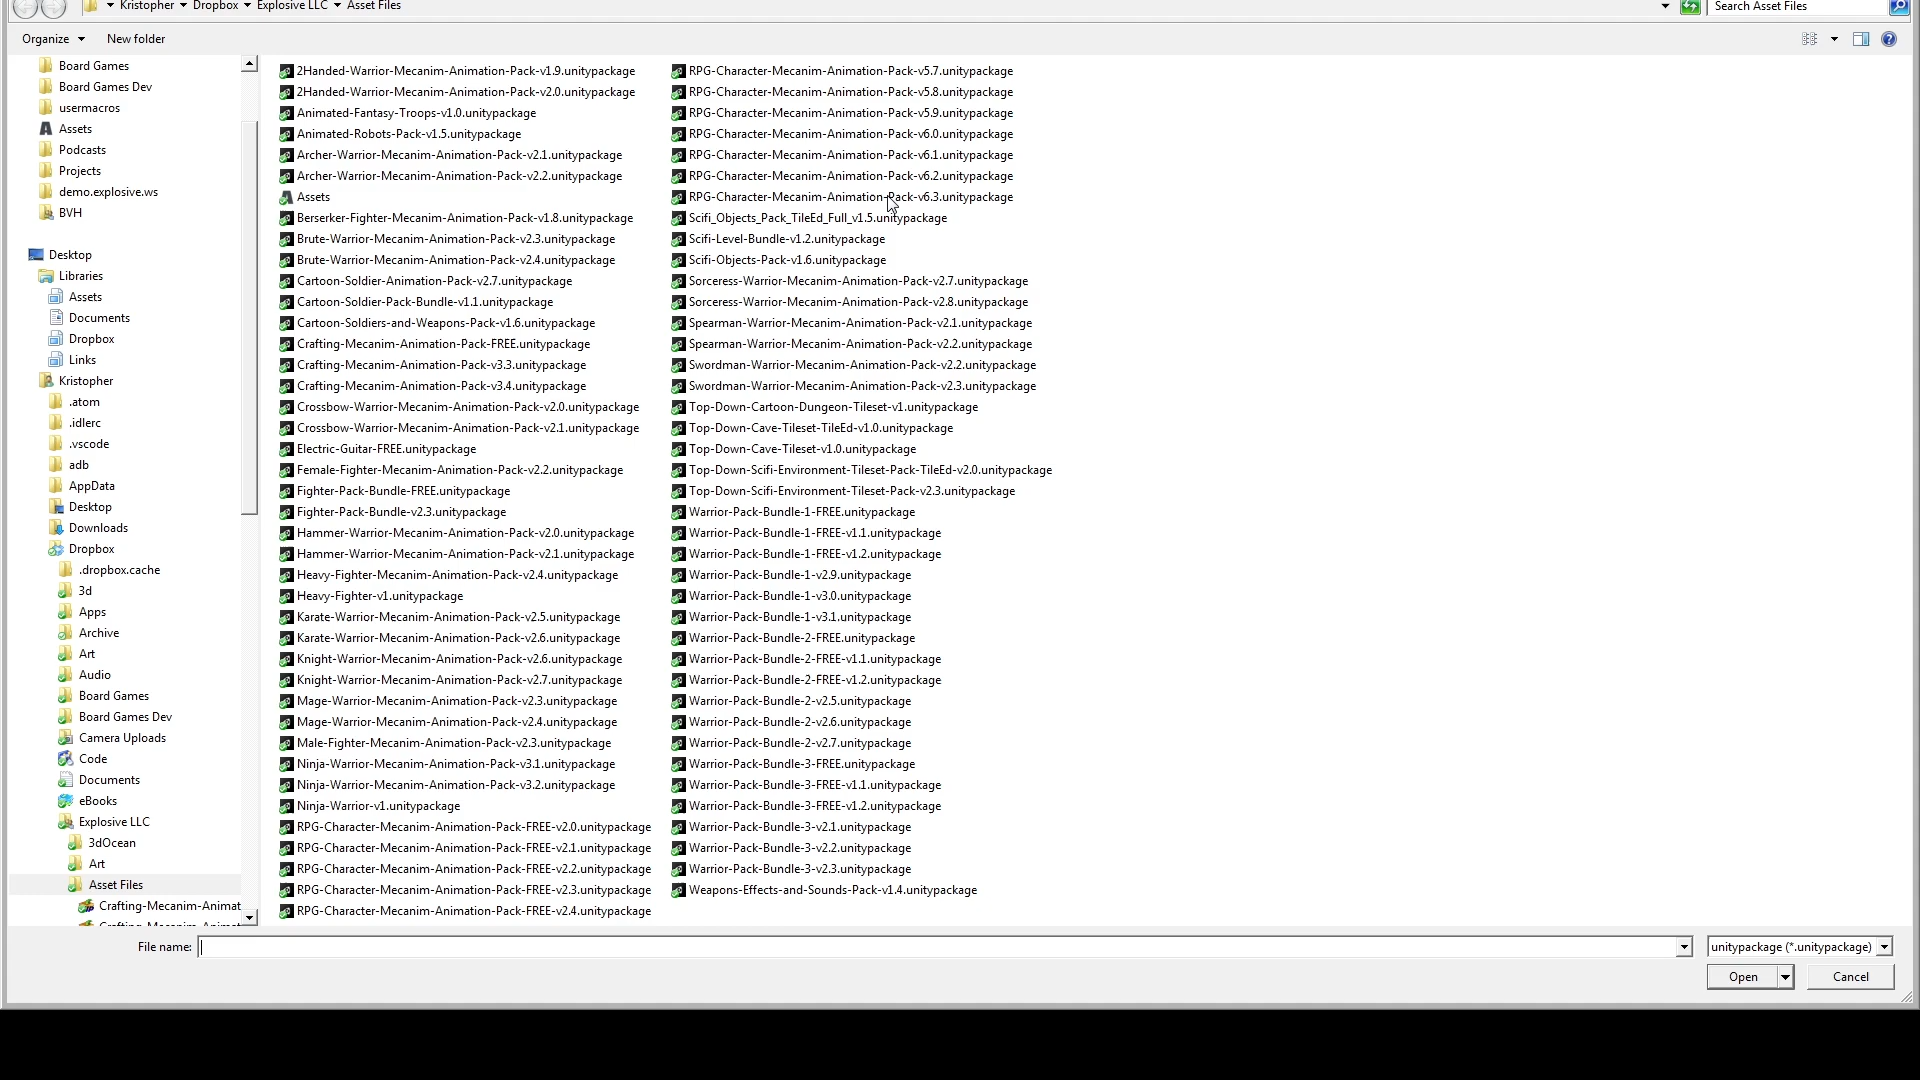 Kristopher Dropbox Explosive LLC Asset Files
Search Asset Files
Organize New folder
Board Games
Board Games Dev
usermacros
Assets
Podcasts
Projects
demo.explosive.ws
BVH
Desktop
Libraries
Assets
Documents
Dropbox
Links
Kristopher
.atom
.idlerc
.vscode
adb
AppData
Desktop
Downloads
Dropbox
.dropbox.cache
3d
Apps
Archive
Art
Audio
Board Games
Board Games Dev
Camera Uploads
Code
Documents
eBooks
Explosive LLC
3dOcean
Art
Asset Files
Crafting-Mecanim-Animat
Crafting-Mecanim-Animat
2Handed-Warrior-Mecanim-Animation-Pack-v1.9.unitypackage
2Handed-Warrior-Mecanim-Animation-Pack-v2.0.unitypackage
Animated-Fantasy-Troops-v1.0.unitypackage
Animated-Robots-Pack-v1.5.unitypackage
Archer-Warrior-Mecanim-Animation-Pack-v2.1.unitypackage
Archer-Warrior-Mecanim-Animation-Pack-v2.2.unitypackage
Assets
Berserker-Fighter-Mecanim-Animation-Pack-v1.8.unitypackage
Brute-Warrior-Mecanim-Animation-Pack-v2.3.unitypackage
Brute-Warrior-Mecanim-Animation-Pack-v2.4.unitypackage
Cartoon-Soldier-Animation-Pack-v2.7.unitypackage
Cartoon-Soldier-Pack-Bundle-v1.1.unitypackage
Cartoon-Soldiers-and-Weapons-Pack-v1.6.unitypackage
Crafting-Mecanim-Animation-Pack-FREE.unitypackage
Crafting-Mecanim-Animation-Pack-v3.3.unitypackage
Crafting-Mecanim-Animation-Pack-v3.4.unitypackage
Crossbow-Warrior-Mecanim-Animation-Pack-v2.0.unitypackage
Crossbow-Warrior-Mecanim-Animation-Pack-v2.1.unitypackage
Electric-Guitar-FREE.unitypackage
Female-Fighter-Mecanim-Animation-Pack-v2.2.unitypackage
Fighter-Pack-Bundle-FREE.unitypackage
Fighter-Pack-Bundle-v2.3.unitypackage
Hammer-Warrior-Mecanim-Animation-Pack-v2.0.unitypackage
Hammer-Warrior-Mecanim-Animation-Pack-v2.1.unitypackage
Heavy-Fighter-Mecanim-Animation-Pack-v2.4.unitypackage
Heavy-Fighter-v1.unitypackage
Karate-Warrior-Mecanim-Animation-Pack-v2.5.unitypackage
Karate-Warrior-Mecanim-Animation-Pack-v2.6.unitypackage
Knight-Warrior-Mecanim-Animation-Pack-v2.6.unitypackage
Knight-Warrior-Mecanim-Animation-Pack-v2.7.unitypackage
Mage-Warrior-Mecanim-Animation-Pack-v2.3.unitypackage
Mage-Warrior-Mecanim-Animation-Pack-v2.4.unitypackage
Male-Fighter-Mecanim-Animation-Pack-v2.3.unitypackage
Ninja-Warrior-Mecanim-Animation-Pack-v3.1.unitypackage
Ninja-Warrior-Mecanim-Animation-Pack-v3.2.unitypackage
Ninja-Warrior-v1.unitypackage
RPG-Character-Mecanim-Animation-Pack-FREE-v2.0.unitypackage
RPG-Character-Mecanim-Animation-Pack-FREE-v2.1.unitypackage
RPG-Character-Mecanim-Animation-Pack-FREE-v2.2.unitypackage
RPG-Character-Mecanim-Animation-Pack-FREE-v2.3.unitypackage
RPG-Character-Mecanim-Animation-Pack-FREE-v2.4.unitypackage
RPG-Character-Mecanim-Animation-Pack-v5.7.unitypackage
RPG-Character-Mecanim-Animation-Pack-v5.8.unitypackage
RPG-Character-Mecanim-Animation-Pack-v5.9.unitypackage
RPG-Character-Mecanim-Animation-Pack-v6.0.unitypackage
RPG-Character-Mecanim-Animation-Pack-v6.1.unitypackage
RPG-Character-Mecanim-Animation-Pack-v6.2.unitypackage
RPG-Character-Mecanim-Animation-Pack-v6.3.unitypackage
Scifi_Objects_Pack_TileEd_Full_v1.5.unitypackage
Scifi-Level-Bundle-v1.2.unitypackage
Scifi-Objects-Pack-v1.6.unitypackage
Sorceress-Warrior-Mecanim-Animation-Pack-v2.7.unitypackage
Sorceress-Warrior-Mecanim-Animation-Pack-v2.8.unitypackage
Spearman-Warrior-Mecanim-Animation-Pack-v2.1.unitypackage
Spearman-Warrior-Mecanim-Animation-Pack-v2.2.unitypackage
Swordman-Warrior-Mecanim-Animation-Pack-v2.2.unitypackage
Swordman-Warrior-Mecanim-Animation-Pack-v2.3.unitypackage
Top-Down-Cartoon-Dungeon-Tileset-v1.unitypackage
Top-Down-Cave-Tileset-TileEd-v1.0.unitypackage
Top-Down-Cave-Tileset-v1.0.unitypackage
Top-Down-Scifi-Environment-Tileset-Pack-TileEd-v2.0.unitypackage
Top-Down-Scifi-Environment-Tileset-Pack-v2.3.unitypackage
Warrior-Pack-Bundle-1-FREE.unitypackage
Warrior-Pack-Bundle-1-FREE-v1.1.unitypackage
Warrior-Pack-Bundle-1-FREE-v1.2.unitypackage
Warrior-Pack-Bundle-1-v2.9.unitypackage
Warrior-Pack-Bundle-1-v3.0.unitypackage
Warrior-Pack-Bundle-1-v3.1.unitypackage
Warrior-Pack-Bundle-2-FREE.unitypackage
Warrior-Pack-Bundle-2-FREE-v1.1.unitypackage
Warrior-Pack-Bundle-2-FREE-v1.2.unitypackage
Warrior-Pack-Bundle-2-v2.5.unitypackage
Warrior-Pack-Bundle-2-v2.6.unitypackage
Warrior-Pack-Bundle-2-v2.7.unitypackage
Warrior-Pack-Bundle-3-FREE.unitypackage
Warrior-Pack-Bundle-3-FREE-v1.1.unitypackage
Warrior-Pack-Bundle-3-FREE-v1.2.unitypackage
Warrior-Pack-Bundle-3-v2.1.unitypackage
Warrior-Pack-Bundle-3-v2.2.unitypackage
Warrior-Pack-Bundle-3-v2.3.unitypackage
Weapons-Effects-and-Sounds-Pack-v1.4.unitypackage
File name:
unitypackage (*.unitypackage)
Open Cancel